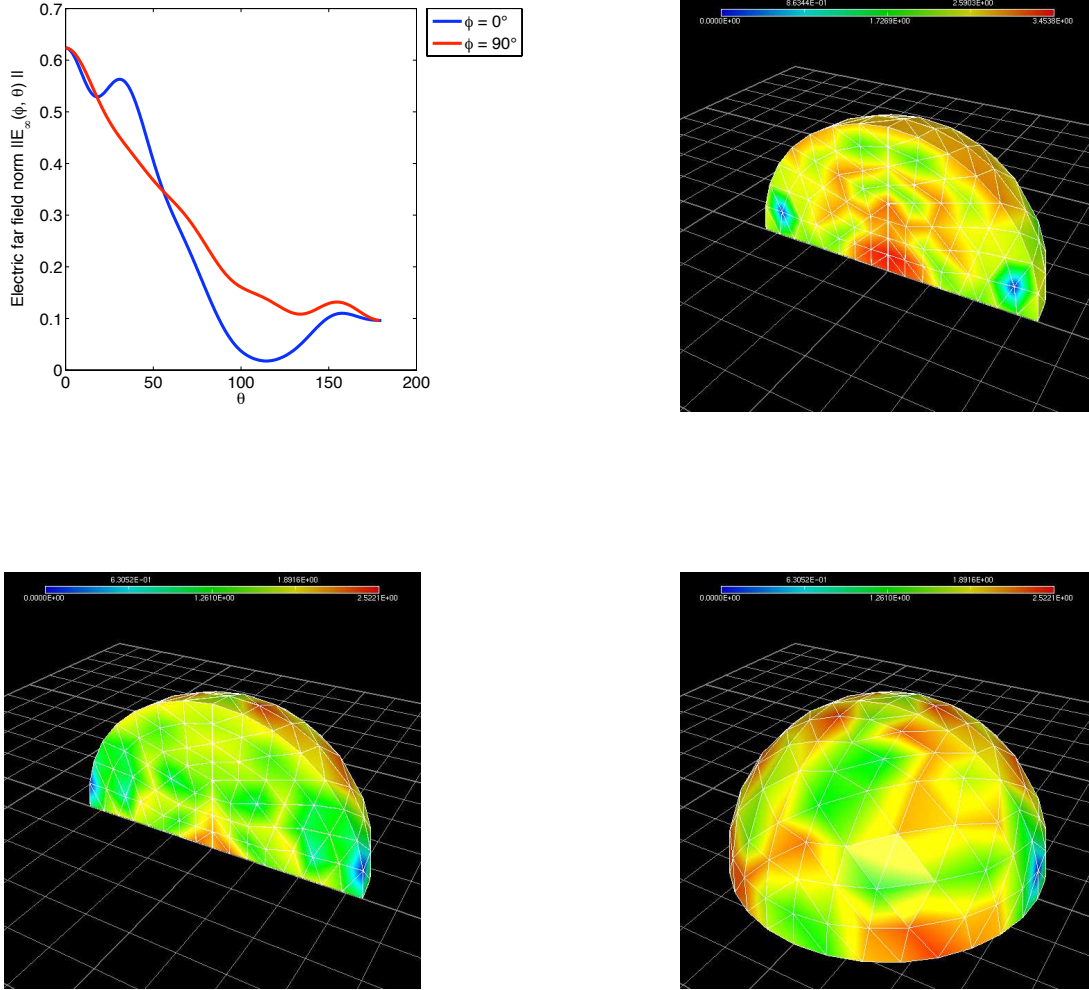 0.7
0.6
0.5
0.4
0.3
0.2
0.1
0
0 50 100 150 200
θ
Electric far field norm ||E∞(ϕ, θ) ||
ϕ = 0°
ϕ = 90°
8.6344E-01 2.5903E+00
0.0000E+00 1.7269E+00 3.4538E+00
6.3052E-01 1.8916E+00
0.0000E+00 1.2610E+00 2.5221E+00
6.3052E-01 1.8916E+00
0.0000E+00 1.2610E+00 2.5221E+00